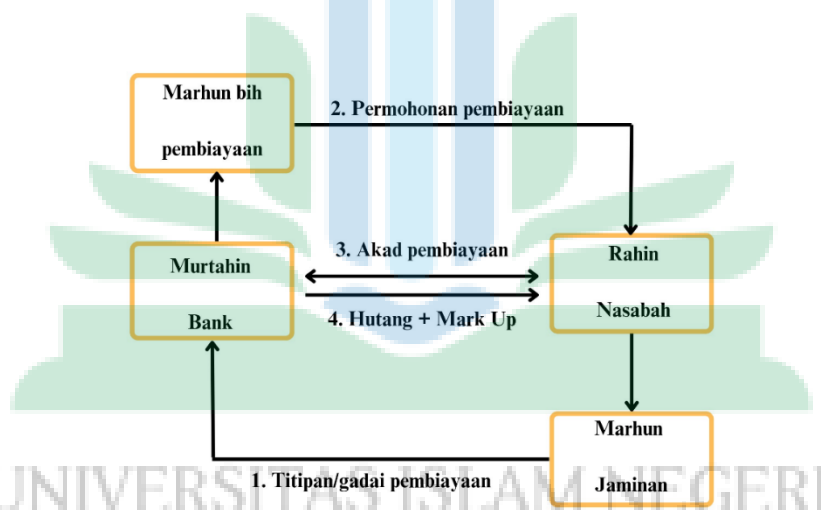 Marhun bih
pembiayaan
2. Permohonan pembiayaan
3. Akad pembiayaan
Murtahin
Bank
Rahin
Nasabah
4. Hutang + Mark Up
Marhun
Jaminan
1. Titipan/gadai pembiayaan
UNIVERSITAS ISLAM NEGERI